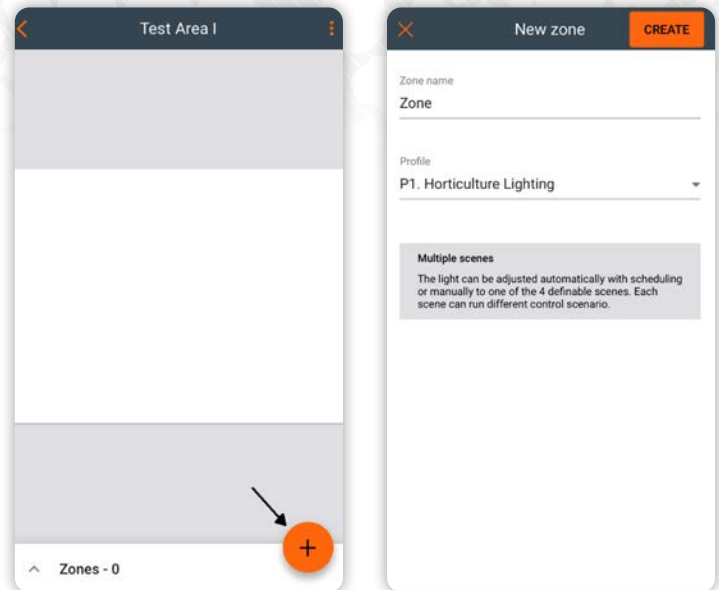 Test Area I
Zones - 0
New zone
CREATE
Zone name
Zone
Profile
P1. Horticulture Lighting
Multiple scenes
The light can be adjusted automatically with scheduling
or manually to one of the 4 definable scenes. Each
scene can run different control scenario.